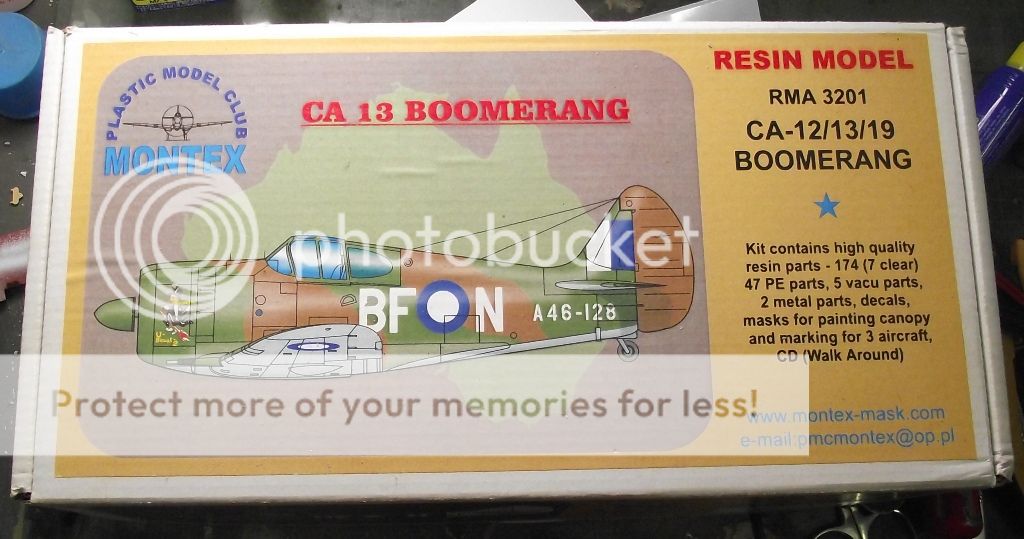 PLASTIC MODEL CLUB
MONTEX
CA 13 BOOMERANG
BF N A46-128
RESIN MODEL
RMA 3201
CA-12/13/19
BOOMERANG
Kit contains high quality
resin parts - 174 (7 clear)
47 PE parts, 5 vacu parts,
2 metal parts, decals,
masks for painting canopy
and marking for 3 aircraft,
CD (Walk Around)
www.montex-mask.com
e-mail:pmcmontex@op.pl
photobucket
Protect more of your memories for less!